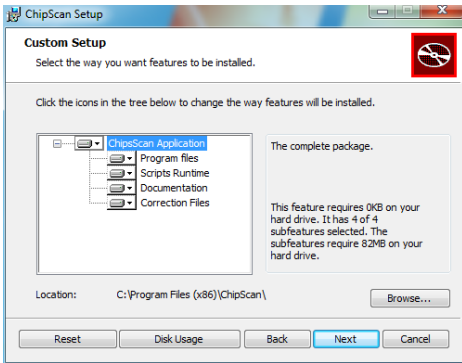 ChipScan Setup
Custom Setup
Select the way you want features to be installed.
Click the icons in the tree below to change the way features will be installed.
ChipsScan Application
Program files
Scripts Runtime
Documentation
Correction Files
The complete package.
This feature requires 0KB on your
hard drive. It has 4 of 4
subfeatures selected. The
subfeatures require 82MB on your
hard drive.
Location: C:\Program Files (x86)\ChipScan\
Browse...
Reset Disk Usage Back Next Cancel